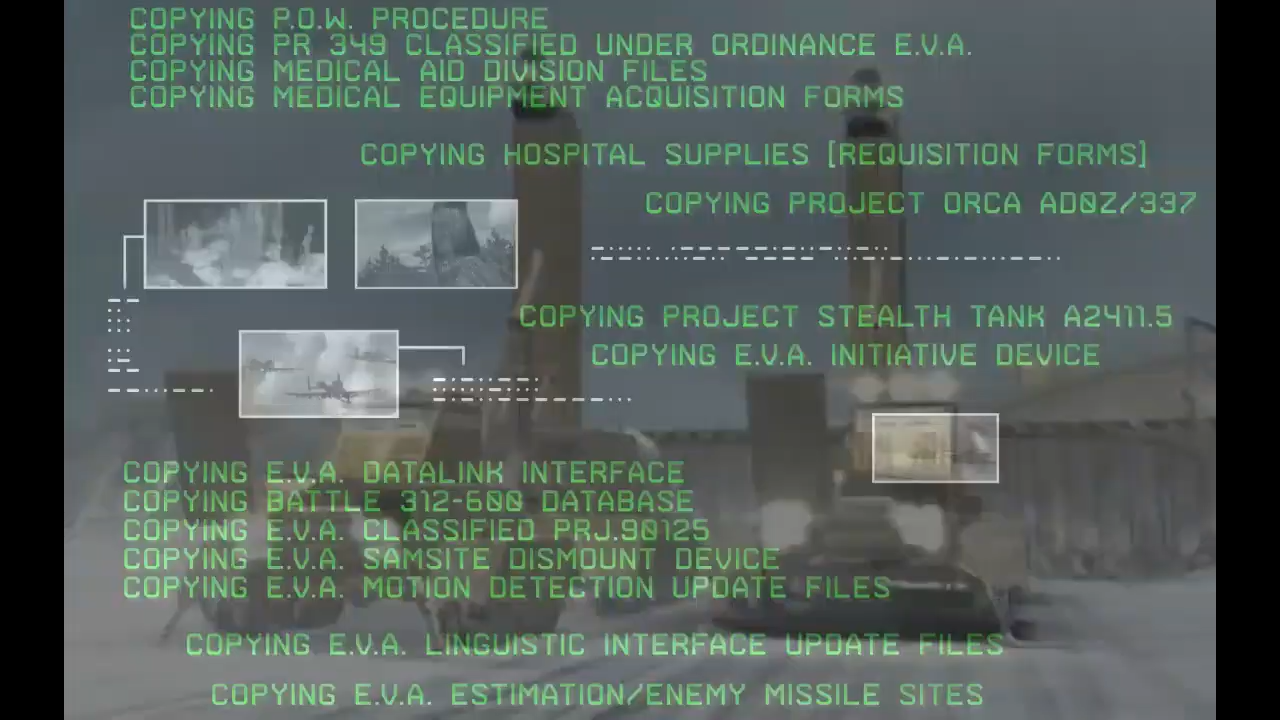 COPYING P.O.W. PROCEDURE
COPYING PR 349 CLASSIFIED UNDER ORDINANCE E.V.A.
COPYING MEDICAL AID DIVISION FILES
COPYING MEDICAL EQUIPMENT ACQUISITION FORMS
COPYING HOSPITAL SUPPLIES [REQUISITION FORMS]
COPYING PROJECT ORCA AD0Z/337
COPYING PROJECT STEALTH TANK A2411.5
COPYING E.V.A. INITIATIVE DEVICE
COPYING E.V.A. DATALINK INTERFACE
COPYING BATTLE 312-600 DATABASE
COPYING E.V.A. CLASSIFIED PRJ.90125
COPYING E.V.A. SAMSITE DISMOUNT DEVICE
COPYING E.V.A. MOTION DETECTION UPDATE FILES
COPYING E.V.A. LINGUISTIC INTERFACE UPDATE FILES
COPYING E.V.A. ESTIMATION/ENEMY MISSILE SITES